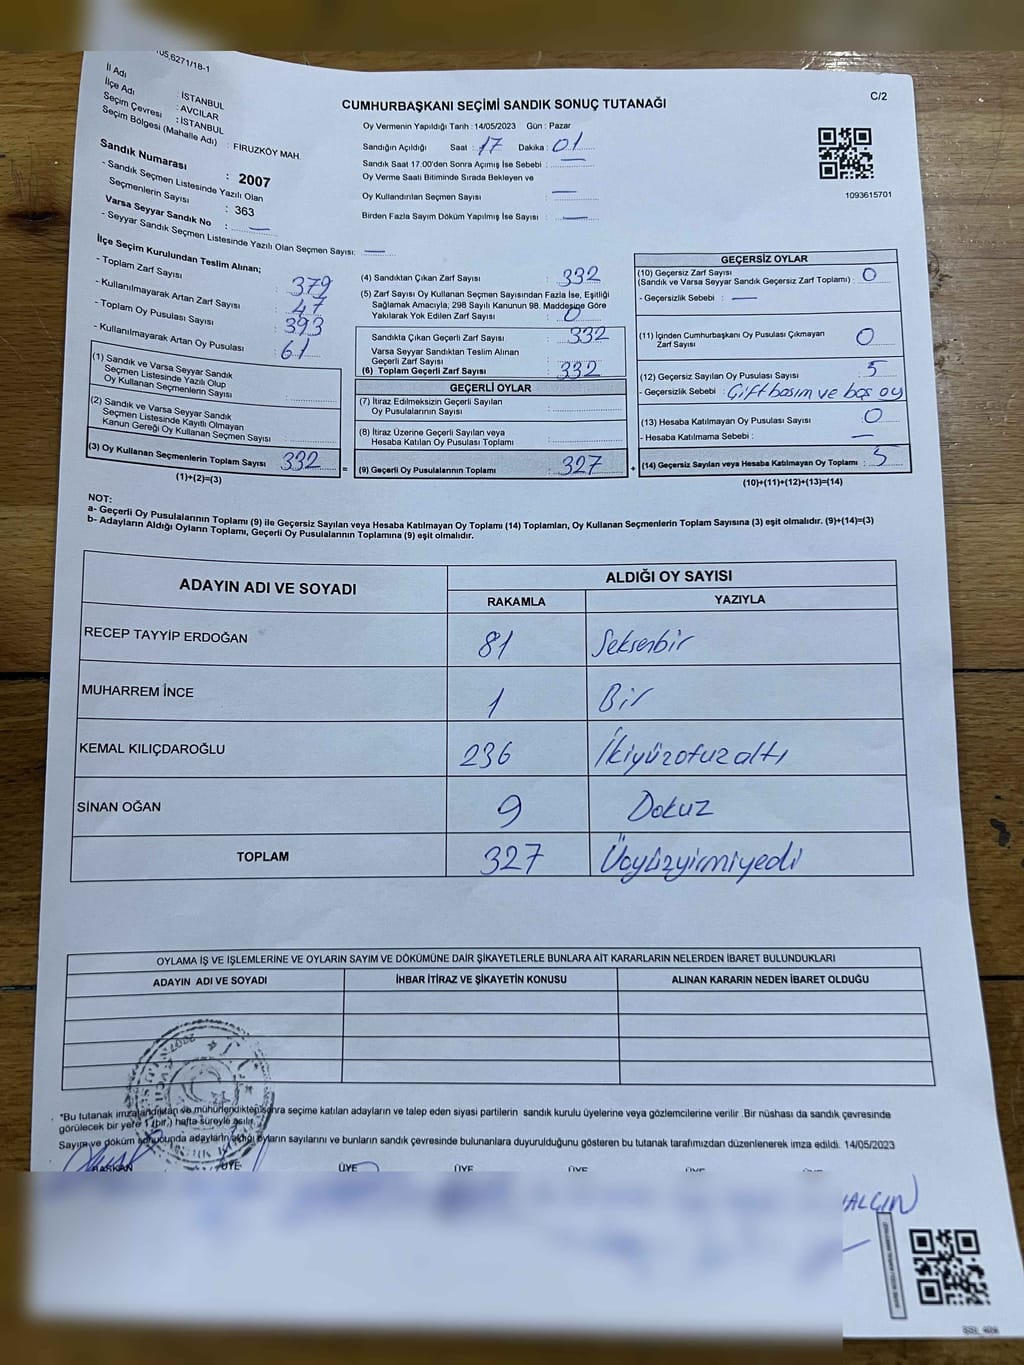 105.6271/18-1
İl Adı : İSTANBUL
İlçe Adı : AVCILAR
Seçim Çevresi : İSTANBUL
Seçim Bölgesi (Mahalle Adı) : FİRUZKÖY MAH.
Sandık Numarası : 2007
- Sandık Seçmen Listesinde Yazılı Olan
Seçmenlerin Sayısı : 363
Varsa Seyyar Sandık No : —
- Seyyar Sandık Seçmen Listesinde Yazılı Olan Seçmen Sayısı: —
CUMHURBAŞKANI SEÇİMİ SANDIK SONUÇ TUTANAĞI
C/2
Oy Vermenin Yapıldığı Tarih : 14/05/2023 Gün : Pazar
Sandığın Açıldığı Saat : 17 Dakika : 01
Sandık Saat 17.00'den Sonra Açımış İse Sebebi : —
Oy Verme Saati Bitiminde Sırada Bekleyen ve
Oy Kullandırılan Seçmen Sayısı : —
Birden Fazla Sayım Döküm Yapılmış İse Sayısı : —
1093615701
İlçe Seçim Kurulundan Teslim Alınan;
- Toplam Zarf Sayısı : 379
- Kullanılmayarak Artan Zarf Sayısı : 47
- Toplam Oy Pusulası Sayısı : 393
- Kullanılmayarak Artan Oy Pusulası : 61
(1) Sandık ve Varsa Seyyar Sandık
Seçmen Listesinde Yazılı Olup
Oy Kullanan Seçmenlerin Sayısı :
(2) Sandık ve Varsa Seyyar Sandık
Seçmen Listesinde Kayıtlı Olmayan
Kanun Gereği Oy Kullanan Seçmen Sayısı :
(3) Oy Kullanan Seçmenlerin Toplam Sayısı : 332
(1)+(2)=(3)
(4) Sandıktan Çıkan Zarf Sayısı : 332
(5) Zarf Sayısı Oy Kullanan Seçmen Sayısından Fazla İse, Eşitliği
Sağlamak Amacıyla, 298 Sayılı Kanunun 98. Maddesine Göre
Yakılarak Yok Edilen Zarf Sayısı : 0
Sandıkta Çıkan Geçerli Zarf Sayısı : 332
Varsa Seyyar Sandıktan Teslim Alınan
Geçerli Zarf Sayısı :
(6) Toplam Geçerli Zarf Sayısı : 332
GEÇERLİ OYLAR
(7) İtiraz Edilmeksizin Geçerli Sayılan
Oy Pusulalarının Sayısı :
(8) İtiraz Üzerine Geçerli Sayılan veya
Hesaba Katılan Oy Pusulası Toplamı :
= (9) Geçerli Oy Pusulalarının Toplamı : 327 +
GEÇERSİZ OYLAR
(10) Geçersiz Zarf Sayısı
(Sandık ve Varsa Seyyar Sandık Geçersiz Zarf Toplamı) : 0
- Geçersizlik Sebebi : —
(11) İçinden Cumhurbaşkanı Oy Pusulası Çıkmayan
Zarf Sayısı : 0
(12) Geçersiz Sayılan Oy Pusulası Sayısı : 5
- Geçersizlik Sebebi : Çift basım ve boş oy
(13) Hesaba Katılmayan Oy Pusulası Sayısı : 0
- Hesaba Katılmama Sebebi : —
(14) Geçersiz Sayılan veya Hesaba Katılmayan Oy Toplamı : 5
(10)+(11)+(12)+(13)=(14)
NOT:
a- Geçerli Oy Pusulalarının Toplamı (9) ile Geçersiz Sayılan veya Hesaba Katılmayan Oy Toplamı (14) Toplamları, Oy Kullanan Seçmenlerin Toplam Sayısına (3) eşit olmalıdır. (9)+(14)=(3)
b- Adayların Aldığı Oyların Toplamı, Geçerli Oy Pusulalarının Toplamına (9) eşit olmalıdır.
ADAYIN ADI VE SOYADI ALDIĞI OY SAYISI
RAKAMLA YAZIYLA
RECEP TAYYİP ERDOĞAN 81 Seksenbir
MUHARREM İNCE 1 Bir
KEMAL KILIÇDAROĞLU 236 İkiyüzotuzaltı
SİNAN OĞAN 9 Dokuz
TOPLAM 327 Üçyüzyirmiyedi
OYLAMA İŞ VE İŞLEMLERİNE VE OYLARIN SAYIM VE DÖKÜMÜNE DAİR ŞİKAYETLERLE BUNLARA AİT KARARLARIN NELERDEN İBARET BULUNDUKLARI
ADAYIN ADI VE SOYADI İHBAR İTİRAZ VE ŞİKAYETİN KONUSU ALINAN KARARIN NEDEN İBARET OLDUĞU
*Bu tutanak imzalandıktan ve mühürlendikten sonra seçime katılan adayların ve talep eden siyasi partilerin sandık kurulu üyelerine veya gözlemcilerine verilir .Bir nüshası da sandık çevresinde
görülecek bir yere 1 (bir) hafta süreyle asılır.
Sayım ve döküm sonucunda adayların aldığı oyların sayılarını ve bunların sandık çevresinde bulunanlara duyurulduğunu gösteren bu tutanak tarafımızdan düzenlenerek imza edildi. 14/05/2023
BAŞKAN ÜYE ÜYE ÜYE ÜYE ÜYE ÜYE
YALÇIN